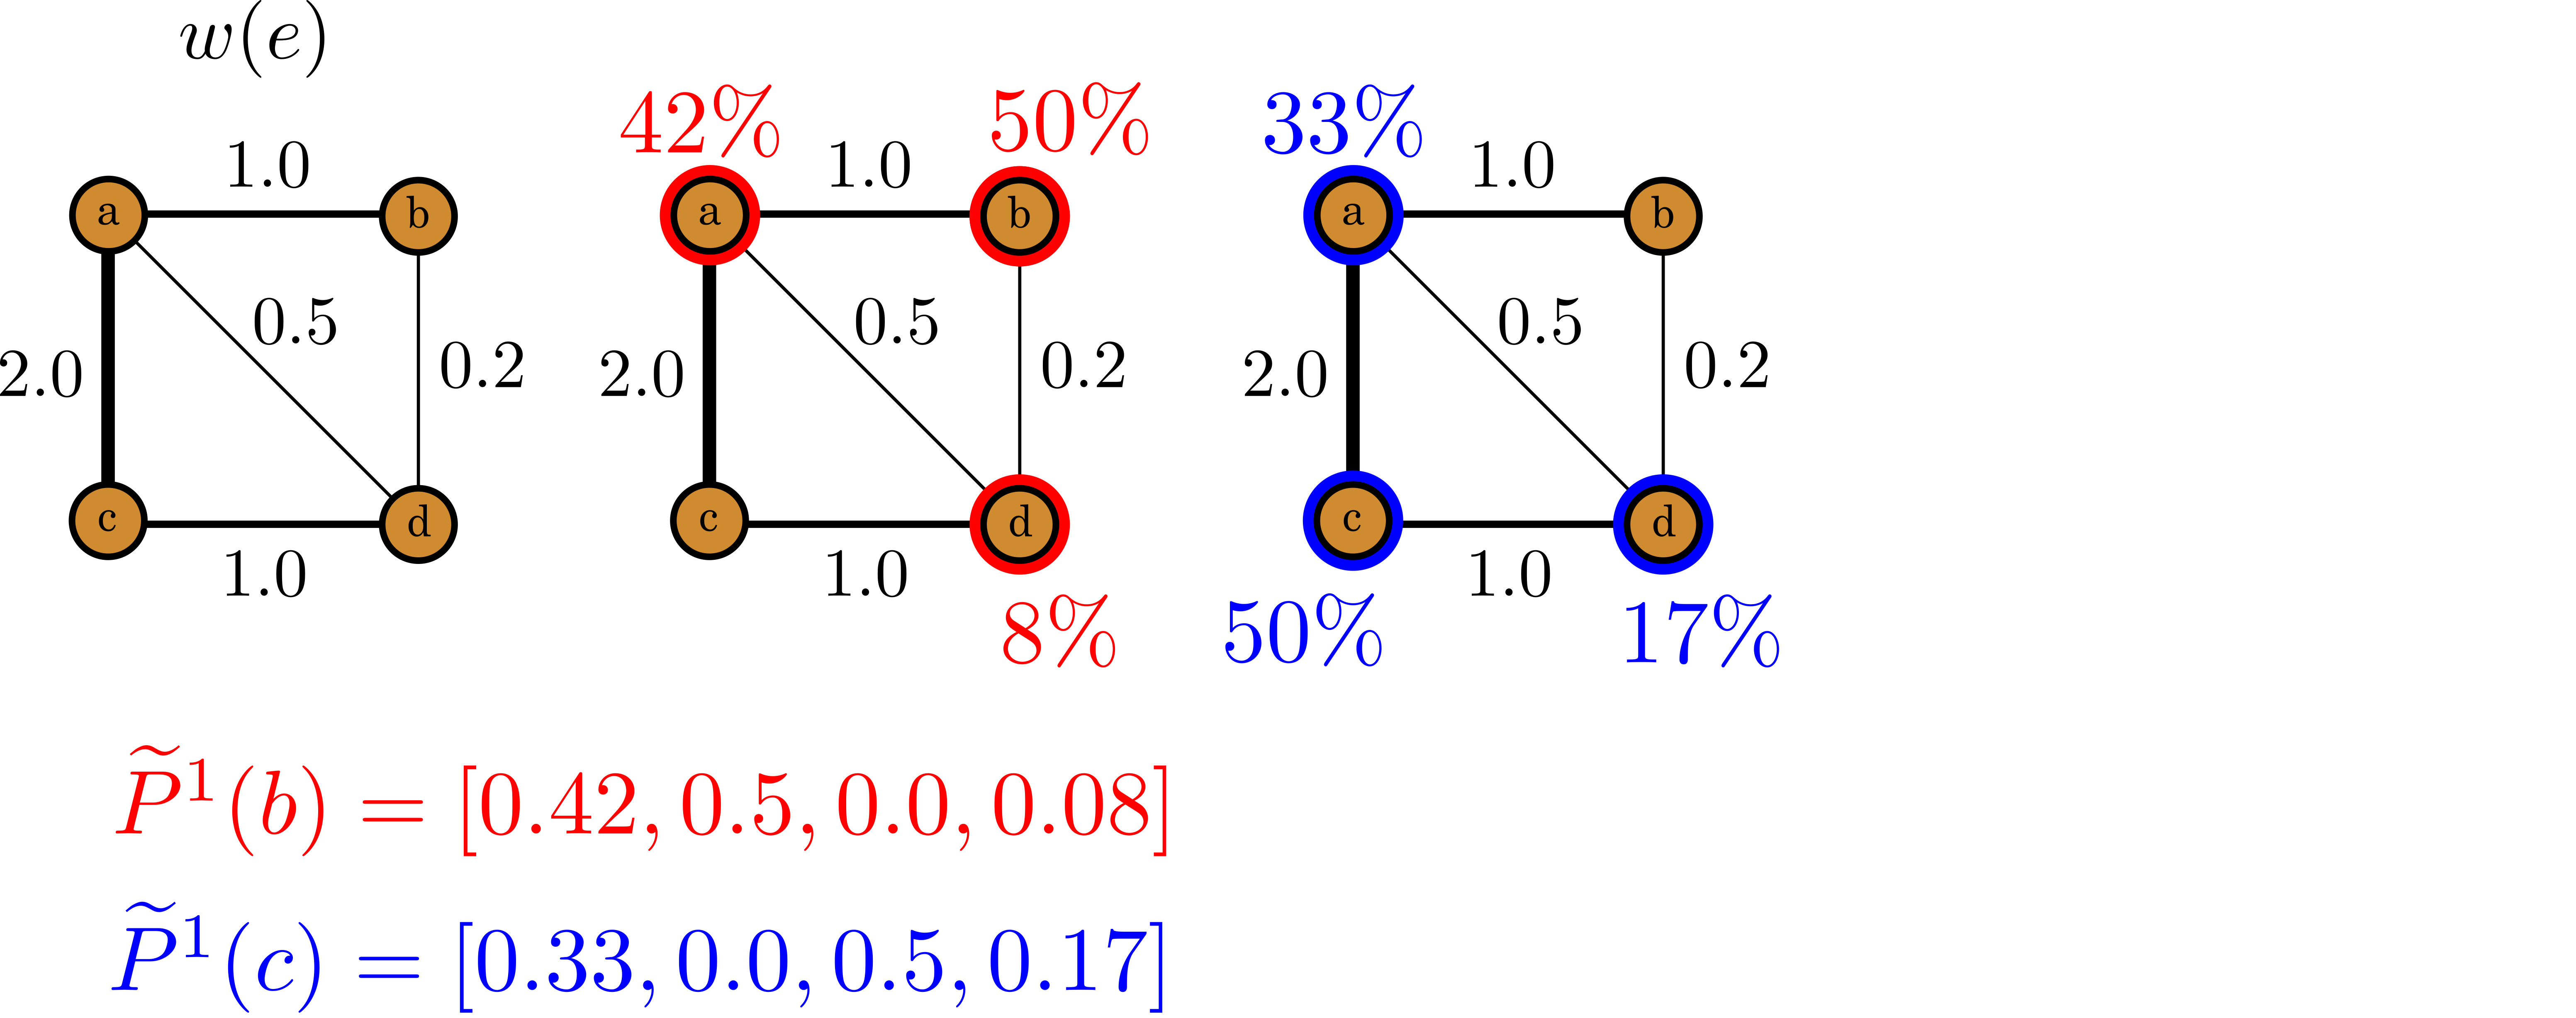 w(e)
42% 50% 33%
1.0 1.0 1.0
a b a b a b
0.5 0.5 0.5
2.0 0.2 2.0 0.2 2.0 0.2
c d c d c d
1.0 1.0 1.0
8% 50% 17%
P̃¹(b) = [0.42, 0.5, 0.0, 0.08]
P̃¹(c) = [0.33, 0.0, 0.5, 0.17]